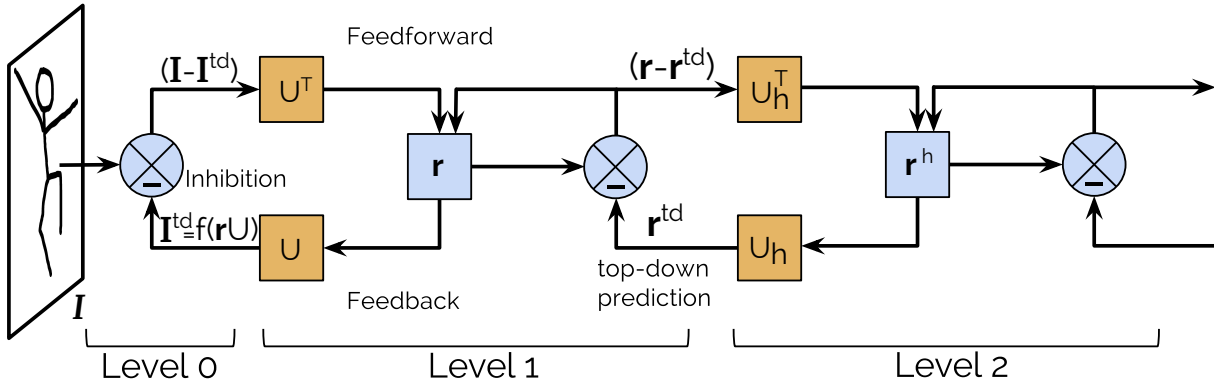 Feedforward
(I-I^td)
U^T
(r-r^td)
U_h^T
r
r^h
Inhibition
I^td=f(rU)
U
r^td
U_h
top-down
prediction
Feedback
I
Level 0
Level 1
Level 2